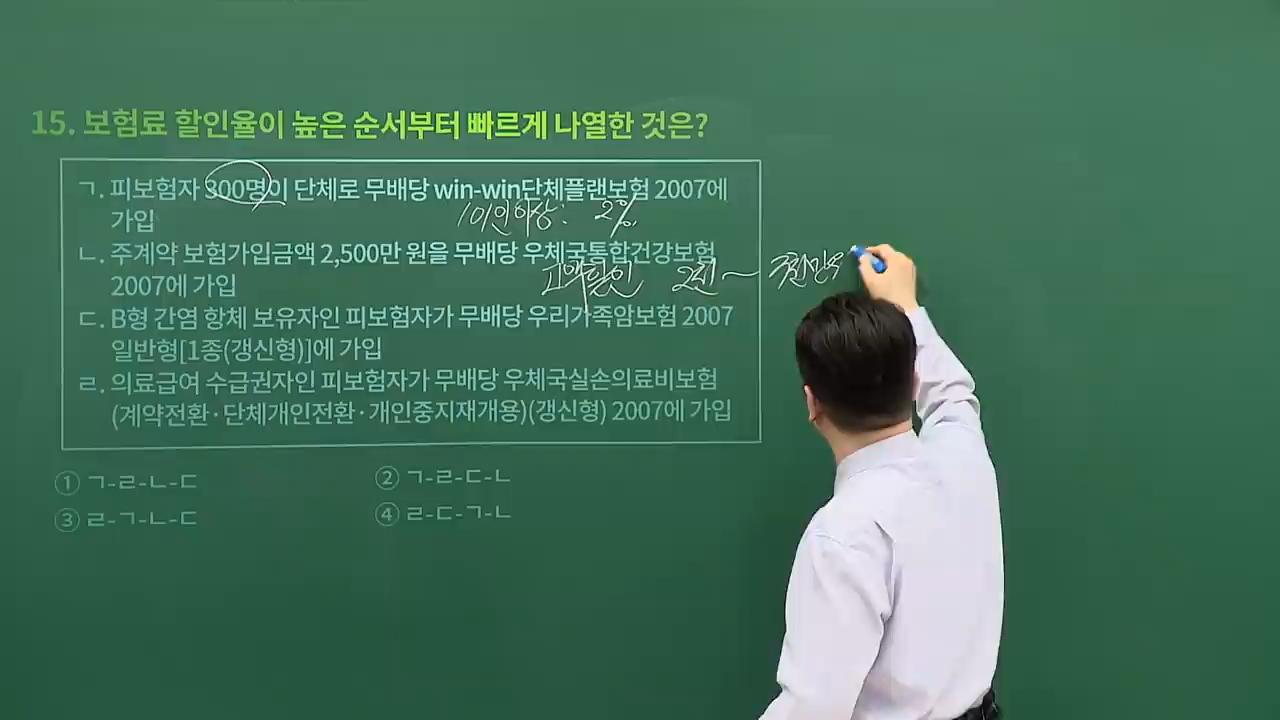 15. 보험료 할인율이 높은 순서부터 빠르게 나열한 것은?
ㄱ. 피보험자 300명이 단체로 무배당 win-win단체플랜보험 2007에
가입
101인이상: 2%
ㄴ. 주계약 보험가입금액 2,500만 원을 무배당 우체국통합건강보험
2007에 가입
고액할인 2천~3천만
ㄷ. B형 간염 항체 보유자인 피보험자가 무배당 우리가족암보험 2007
일반형[1종(갱신형)]에 가입
ㄹ. 의료급여 수급권자인 피보험자가 무배당 우체국실손의료비보험
(계약전환·단체개인전환·개인중지재개용)(갱신형) 2007에 가입
① ㄱ-ㄹ-ㄴ-ㄷ ② ㄱ-ㄹ-ㄷ-ㄴ
③ ㄹ-ㄱ-ㄴ-ㄷ ④ ㄹ-ㄷ-ㄱ-ㄴ